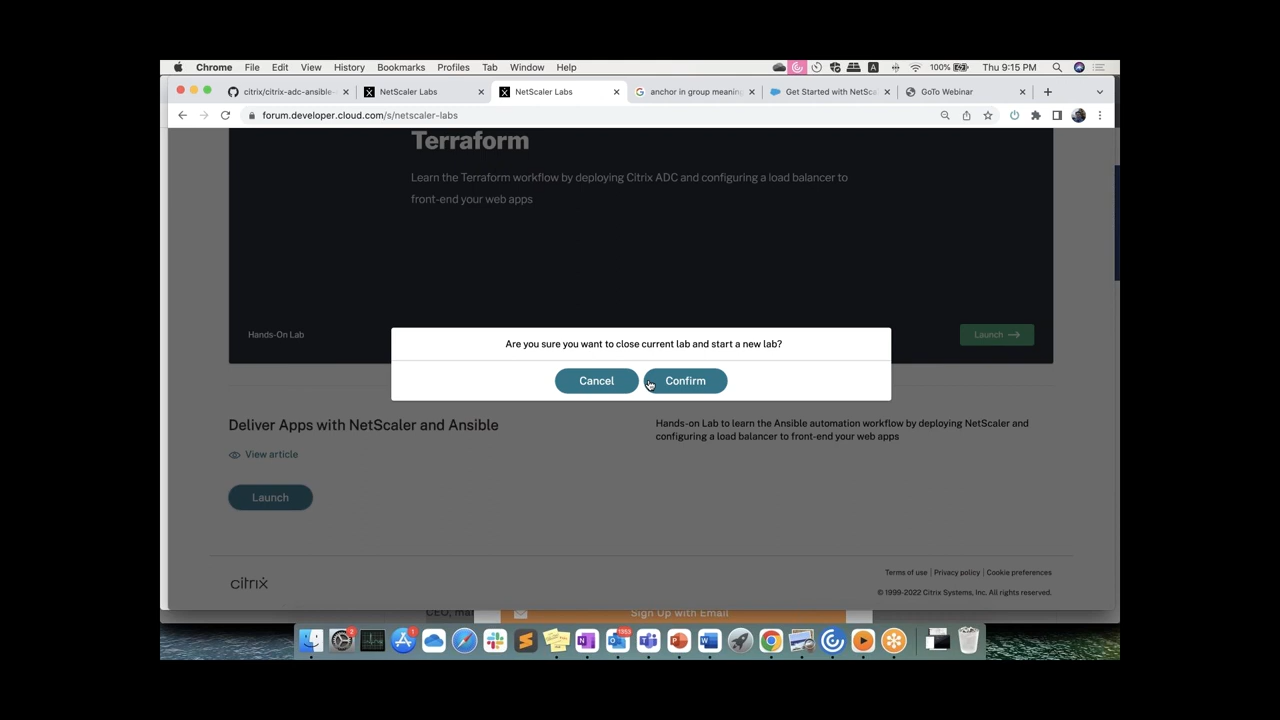 Chrome File Edit View History Bookmarks Profiles Tab Window Help
A 100% Thu 9:15 PM
citrix/citrix-adc-ansible- NetScaler Labs NetScaler Labs anchor in group meaning Get Started with NetSca GoTo Webinar
forum.developer.cloud.com/s/netscaler-labs
Terraform
Learn the Terraform workflow by deploying Citrix ADC and configuring a load balancer to
front-end your web apps
Hands-On Lab
Launch
Are you sure you want to close current lab and start a new lab?
Cancel
Confirm
Deliver Apps with NetScaler and Ansible
View article
Launch
Hands-on Lab to learn the Ansible automation workflow by deploying NetScaler and
configuring a load balancer to front-end your web apps
citrix
Terms of use | Privacy policy | Cookie preferences
© 1999-2022 Citrix Systems, Inc. All rights reserved.
CEO,
Sign Up with Email